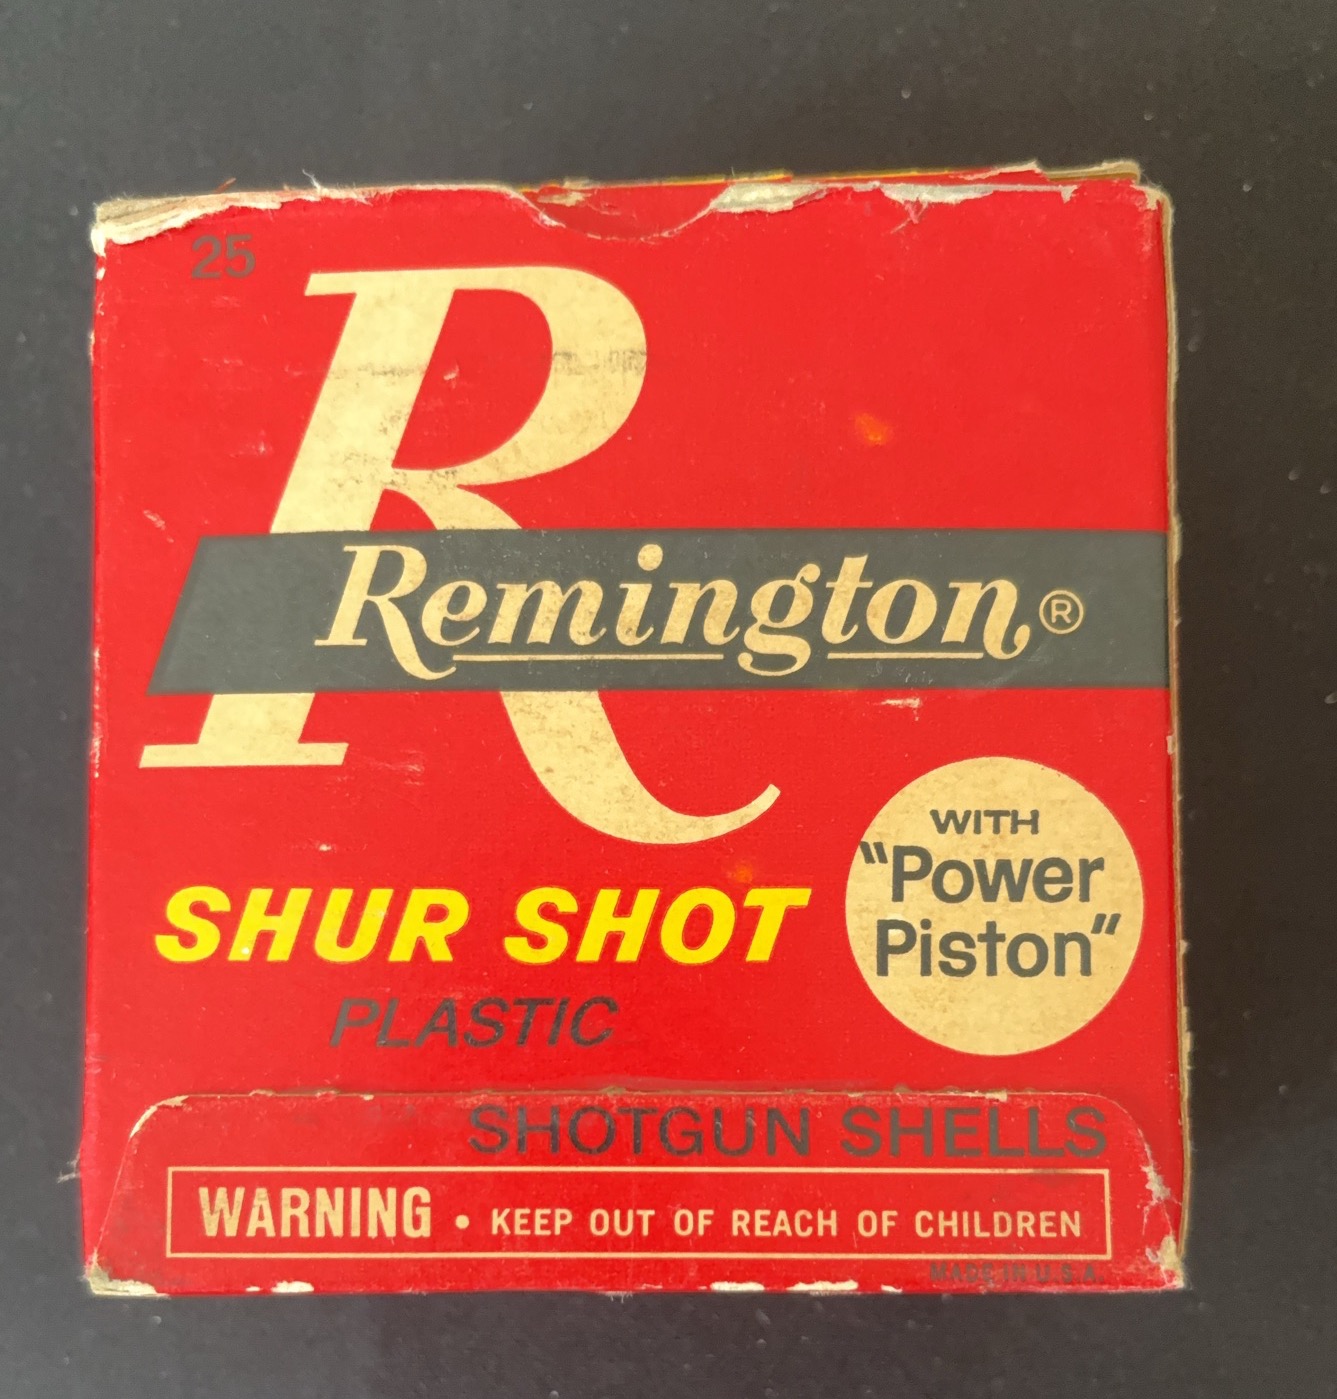 25
R
Remington®
WITH
"Power
Piston"
SHUR SHOT
PLASTIC
SHOTGUN SHELLS
WARNING • KEEP OUT OF REACH OF CHILDREN
MADE IN U.S.A.